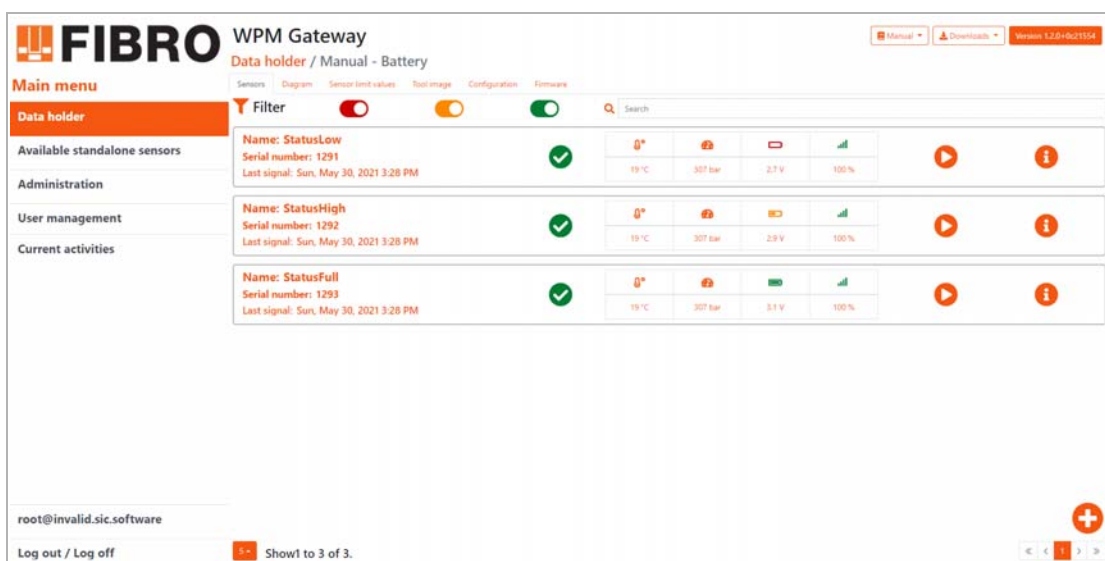 FIBRO
WPM Gateway
Manual
Downloads
Version 1.2.0+0c21554
Data holder / Manual - Battery
Main menu
Sensors Diagram Sensor limit values Tool image Configuration Firmware
Data holder
Filter
Search
Available standalone sensors
Administration
User management
Current activities
Name: StatusLow
Serial number: 1291
Last signal: Sun, May 30, 2021 3:28 PM
19 °C 307 bar 2.7 V 100 %
Name: StatusHigh
Serial number: 1292
Last signal: Sun, May 30, 2021 3:28 PM
19 °C 307 bar 2.9 V 100 %
Name: StatusFull
Serial number: 1293
Last signal: Sun, May 30, 2021 3:28 PM
19 °C 307 bar 3.1 V 100 %
root@invalid.sic.software
Log out / Log off
5
Show1 to 3 of 3.
« ‹ 1 › »